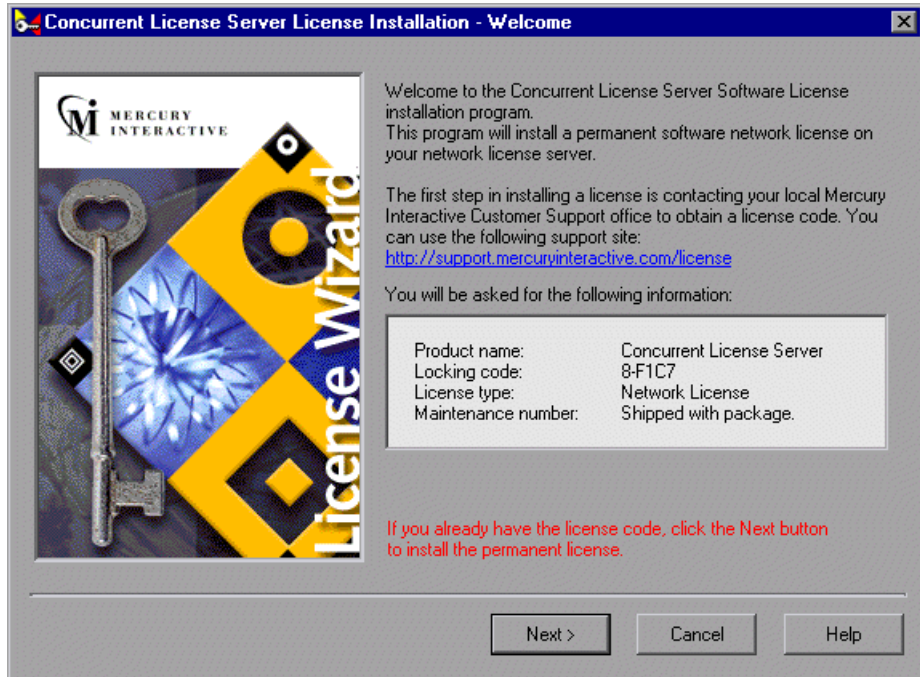 Concurrent License Server License Installation - Welcome
MERCURY
INTERACTIVE
License Wizard
Welcome to the Concurrent License Server Software License
installation program.
This program will install a permanent software network license on
your network license server.
The first step in installing a license is contacting your local Mercury
Interactive Customer Support office to obtain a license code. You
can use the following support site:
http://support.mercuryinteractive.com/license
You will be asked for the following information:
Product name: Concurrent License Server
Locking code: 8-F1C7
License type: Network License
Maintenance number: Shipped with package.
If you already have the license code, click the Next button
to install the permanent license.
Next >
Cancel
Help